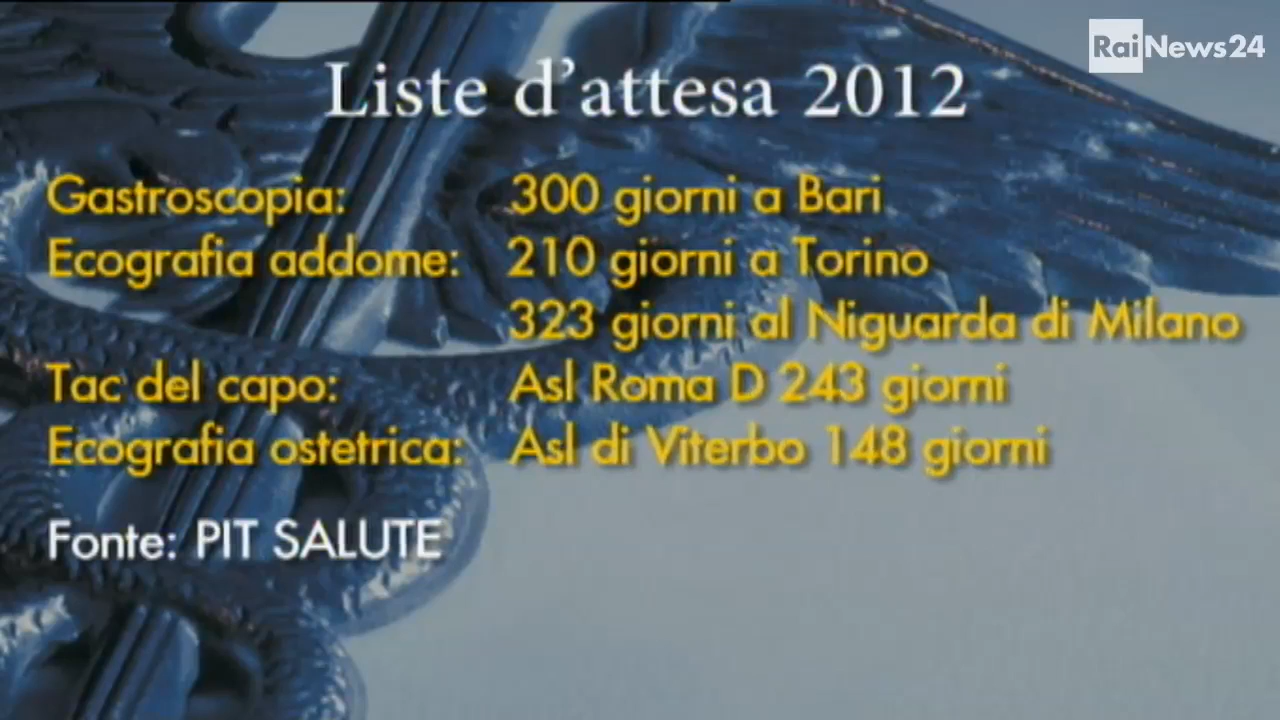 RaiNews24
Liste d'attesa 2012
Gastroscopia: 300 giorni a Bari
Ecografia addome: 210 giorni a Torino
323 giorni al Niguarda di Milano
Tac del capo: Asl Roma D 243 giorni
Ecografia ostetrica: Asl di Viterbo 148 giorni
Fonte: PIT SALUTE